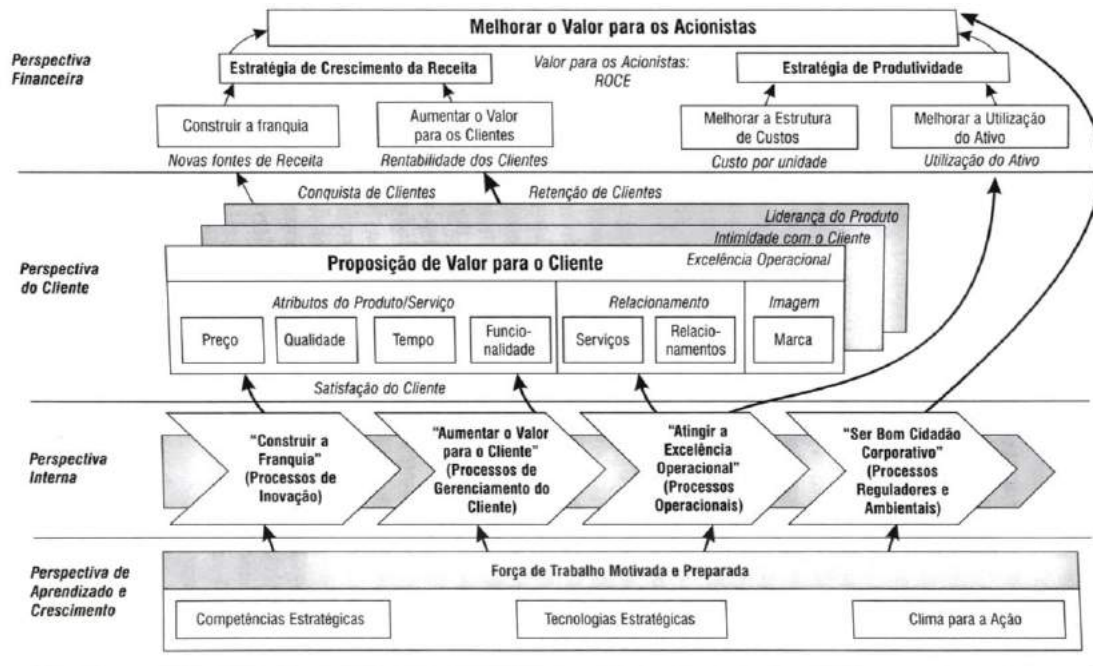 Melhorar o Valor para os Acionistas
Perspectiva
Financeira
Estratégia de Crescimento da Receita
Valor para os Acionistas:
ROCE
Estratégia de Produtividade
Construir a franquia
Aumentar o Valor
para os Clientes
Melhorar a Estrutura
de Custos
Melhorar a Utilização
do Ativo
Novas fontes de Receita
Rentabilidade dos Clientes
Custo por unidade
Utilização do Ativo
Conquista de Clientes
Retenção de Clientes
Perspectiva
do Cliente
Liderança do Produto
Intimidade com o Cliente
Excelência Operacional
Proposição de Valor para o Cliente
Atributos do Produto/Serviço
Relacionamento
Imagem
Preço
Qualidade
Tempo
Funcio-
nalidade
Serviços
Relacio-
namentos
Marca
Satisfação do Cliente
Perspectiva
Interna
"Construir a
Franquia"
(Processos de
Inovação)
"Aumentar o Valor
para o Cliente"
(Processos de
Gerenciamento do
Cliente)
"Atingir a
Excelência
Operacional"
(Processos
Operacionais)
"Ser Bom Cidadão
Corporativo"
(Processos
Reguladores e
Ambientais)
Perspectiva de
Aprendizado e
Crescimento
Força de Trabalho Motivada e Preparada
Competências Estratégicas
Tecnologias Estratégicas
Clima para a Ação